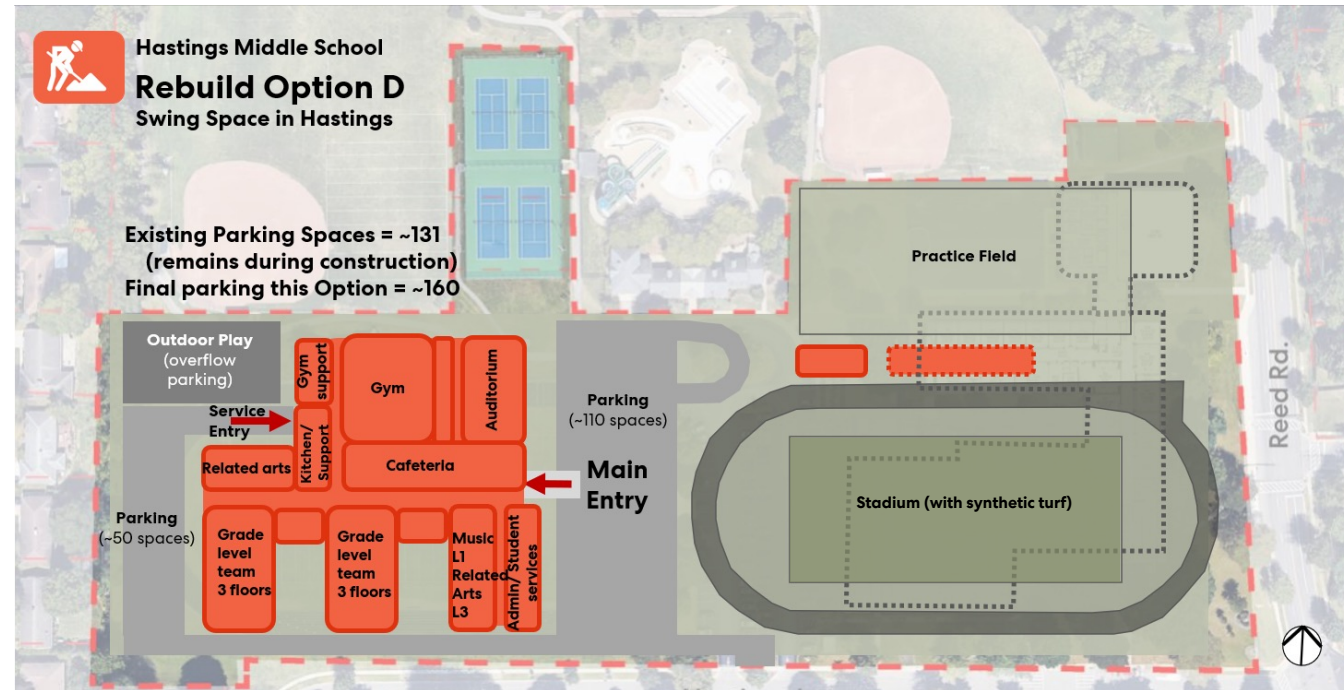 Hastings Middle School
Rebuild Option D
Swing Space in Hastings
Existing Parking Spaces = ~131
(remains during construction)
Final parking this Option = ~160
Practice Field
Outdoor Play
(overflow
parking)
Gym
support
Gym
Auditorium
Parking
(~110 spaces)
Reed Rd.
Service
Entry
Kitchen/
Support
Related arts
Cafeteria
Main
Entry
Stadium (with synthetic turf)
Parking
(~50 spaces)
Grade
level
team
3 floors
Grade
level
team
3 floors
Music
L1
Related
Arts
L3
Admin/Student
services